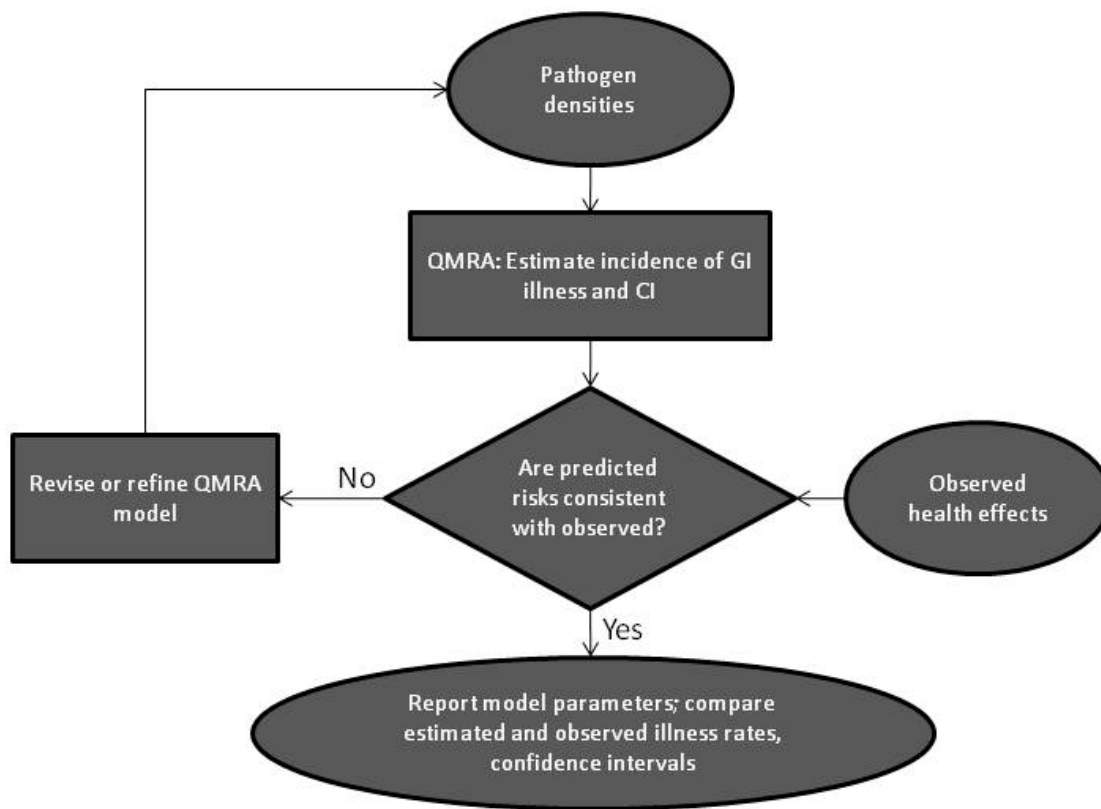 Pathogen
densities
QMRA: Estimate incidence of GI
illness and CI
Are predicted
risks consistent
with observed?
No
Revise or refine QMRA
model
Observed
health effects
Yes
Report model parameters; compare
estimated and observed illness rates,
confidence intervals